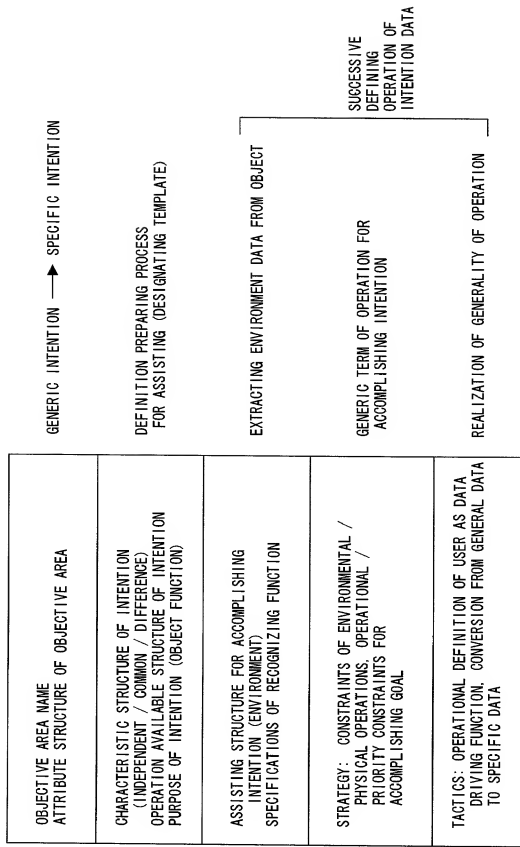 OBJECTIVE AREA NAME
ATTRIBUTE STRUCTURE OF OBJECTIVE AREA
GENERIC INTENTION → SPECIFIC INTENTION
CHARACTERISTIC STRUCTURE OF INTENTION
(INDEPENDENT / COMMON / DIFFERENCE)
OPERATION AVAILABLE STRUCTURE OF INTENTION
PURPOSE OF INTENTION (OBJECT FUNCTION)
DEFINITION PREPARING PROCESS
FOR ASSISTING (DESIGNATING TEMPLATE)
ASSISTING STRUCTURE FOR ACCOMPLISHING
INTENTION (ENVIRONMENT)
SPECIFICATIONS OF RECOGNIZING FUNCTION
EXTRACTING ENVIRONMENT DATA FROM OBJECT
STRATEGY: CONSTRAINTS OF ENVIRONMENTAL /
PHYSICAL OPERATIONS, OPERATIONAL /
PRIORITY CONSTRAINTS FOR
ACCOMPLISHING GOAL
GENERIC TERM OF OPERATION FOR
ACCOMPLISHING INTENTION
TACTICS: OPERATIONAL DEFINITION OF USER AS DATA
DRIVING FUNCTION, CONVERSION FROM GENERAL DATA
TO SPECIFIC DATA
REALIZATION OF GENERALITY OF OPERATION
SUCCESSIVE
DEFINING
OPERATION OF
INTENTION DATA